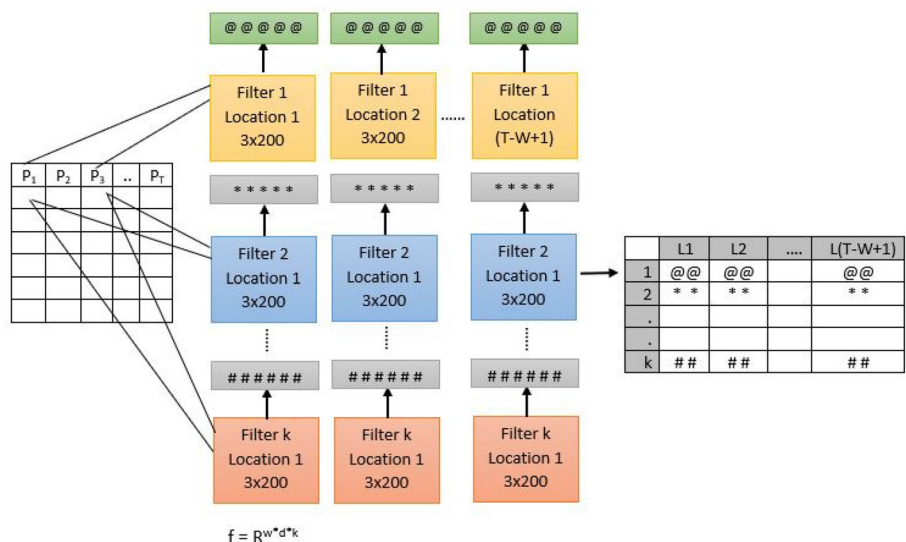 @ @ @ @ @ @ @ @ @ @ @ @ @ @ @
Filter 1 Filter 1 Filter 1
Location 1 Location 2 ...... Location
3x200 3x200 (T-W+1)
P1 P2 P3 .. PT
* * * * * * * * * * * * * * *
Filter 2 Filter 2 Filter 2
Location 1 Location 1 Location 1
3x200 3x200 3x200
L1 L2 .... L(T-W+1)
1 @@ @@ @@
2 * * * * * *
.
.
k ## ## ##
# # # # # # # # # # # # # # # # # #
Filter k Filter k Filter k
Location 1 Location 1 Location 1
3x200 3x200 3x200
f = R^w*d*k